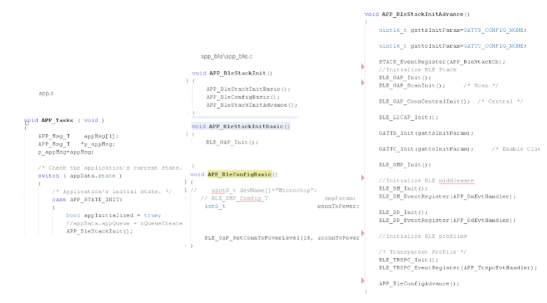 app.c
void APP_Tasks ( void )
{
APP_Msg_T    appMsg[1];
APP_Msg_T   *p_appMsg;
p_appMsg=appMsg;
/* Check the application's current state.
switch ( appData.state )
{
/* Application's initial state. */
case APP_STATE_INIT:
{
bool appInitialized = true;
//appData.appQueue = xQueueCreate
APP_BleStackInit();
app_ble\app_ble.c
void APP_BleStackInit()
{
APP_BleStackInitBasic();
APP_BleConfigBasic();
APP_BleStackInitAdvance();
}
void APP_BleStackInitBasic()
{
BLE_GAP_Init();
}
void APP_BleConfigBasic()
{
//    uint8_t devName[]="Microchip";
// BLE_SMP_Config_T    smpParam;
int8_t    connTxPower;
BLE_GAP_SetConnTxPowerLevel(15, &connTxPower
}
void APP_BleStackInitAdvance()
{
uint16_t gattsInitParam=GATTS_CONFIG_NONE;
uint16_t gattcInitParam=GATTC_CONFIG_NONE;
STACK_EventRegister(APP_BleStackCb);
//Initialize BLE Stack
BLE_GAP_Init();
BLE_GAP_ScanInit();    /* Scan */
BLE_GAP_ConnCentralInit();  /* Central */
BLE_L2CAP_Init();
GATTS_Init(gattsInitParam);
GATTC_Init(gattcInitParam);    /* Enable Clie
BLE_SMP_Init();
//Initialize BLE middleware
BLE_DM_Init();
BLE_DM_EventRegister(APP_DmEvtHandler);
BLE_DD_Init();
BLE_DD_EventRegister(APP_DdEvtHandler);
//Initialize BLE profiles
/* Transparent Profile */
BLE_TRSPC_Init();
BLE_TRSPC_EventRegister(APP_TrspcEvtHandler);
APP_BleConfigAdvance();
}